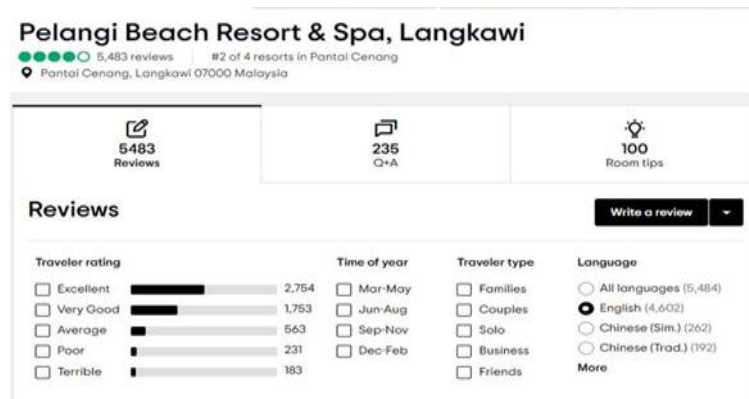 Pelangi Beach Resort & Spa, Langkawi
5,483 reviews #2 of 4 resorts in Pantai Cenang
Pantai Cenang, Langkawi 07000 Malaysia
5483
Reviews
235
Q+A
100
Room tips
Reviews
Write a review
Traveler rating
Excellent 2,754
Very Good 1,753
Average 563
Poor 231
Terrible 183
Time of year
Mar-May
Jun-Aug
Sep-Nov
Dec-Feb
Traveler type
Families
Couples
Solo
Business
Friends
Language
All languages (5,484)
English (4,602)
Chinese (Sim.) (262)
Chinese (Trad.) (192)
More